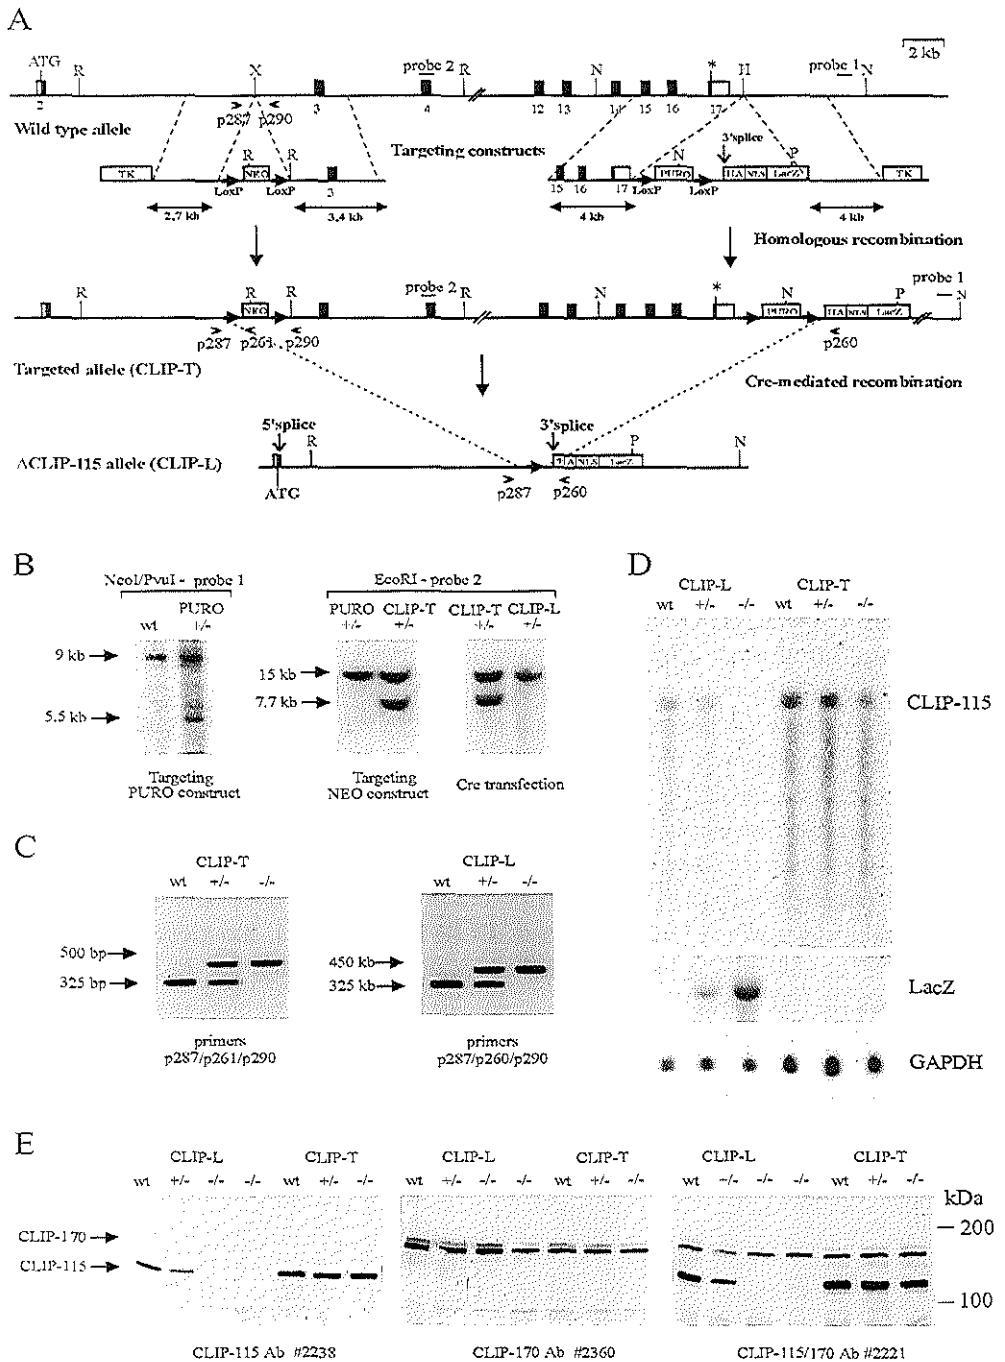 A
2 kb
ATG R X probe 2 R N * H probe 1 N
2 3 4 12 13 14 15 16 17
p287 p290
Wild type allele
Targeting constructs
3'splice
TK R NEO R N PURO HA NLS LacZ P TK
LoxP LoxP 3 15 16 17 LoxP LoxP
2,7 kb 3,4 kb 4 kb 4 kb
Homologous recombination
R R R probe 2 R N * N P probe 1 N
NEO PURO HA NLS LacZ
p287 p261 p290 p260
Targeted allele (CLIP-T)
Cre-mediated recombination
5'splice R 3'splice P N
ΔCLIP-115 allele (CLIP-L)
HA NLS LacZ
ATG p287 p260
B
NcoI/PvuI - probe 1
wt PURO +/-
9 kb
5.5 kb
Targeting
PURO construct
EcoRI - probe 2
PURO CLIP-T CLIP-T CLIP-L
+/- +/- +/- +/-
15 kb
7.7 kb
Targeting
NEO construct
Cre transfection
C
CLIP-T
wt +/- -/-
500 bp
325 bp
primers
p287/p261/p290
CLIP-L
wt +/- -/-
450 kb
325 kb
primers
p287/p260/p290
D
CLIP-L CLIP-T
wt +/- -/- wt +/- -/-
CLIP-115
LacZ
GAPDH
E
CLIP-L CLIP-T CLIP-L CLIP-T CLIP-L CLIP-T
wt +/- -/- -/- wt +/- -/- wt +/- -/- -/- wt +/- -/- wt +/- -/- -/- wt +/- -/-
kDa
200
CLIP-170
CLIP-115
100
CLIP-115 Ab #2238
CLIP-170 Ab #2360
CLIP-115/170 Ab #2221